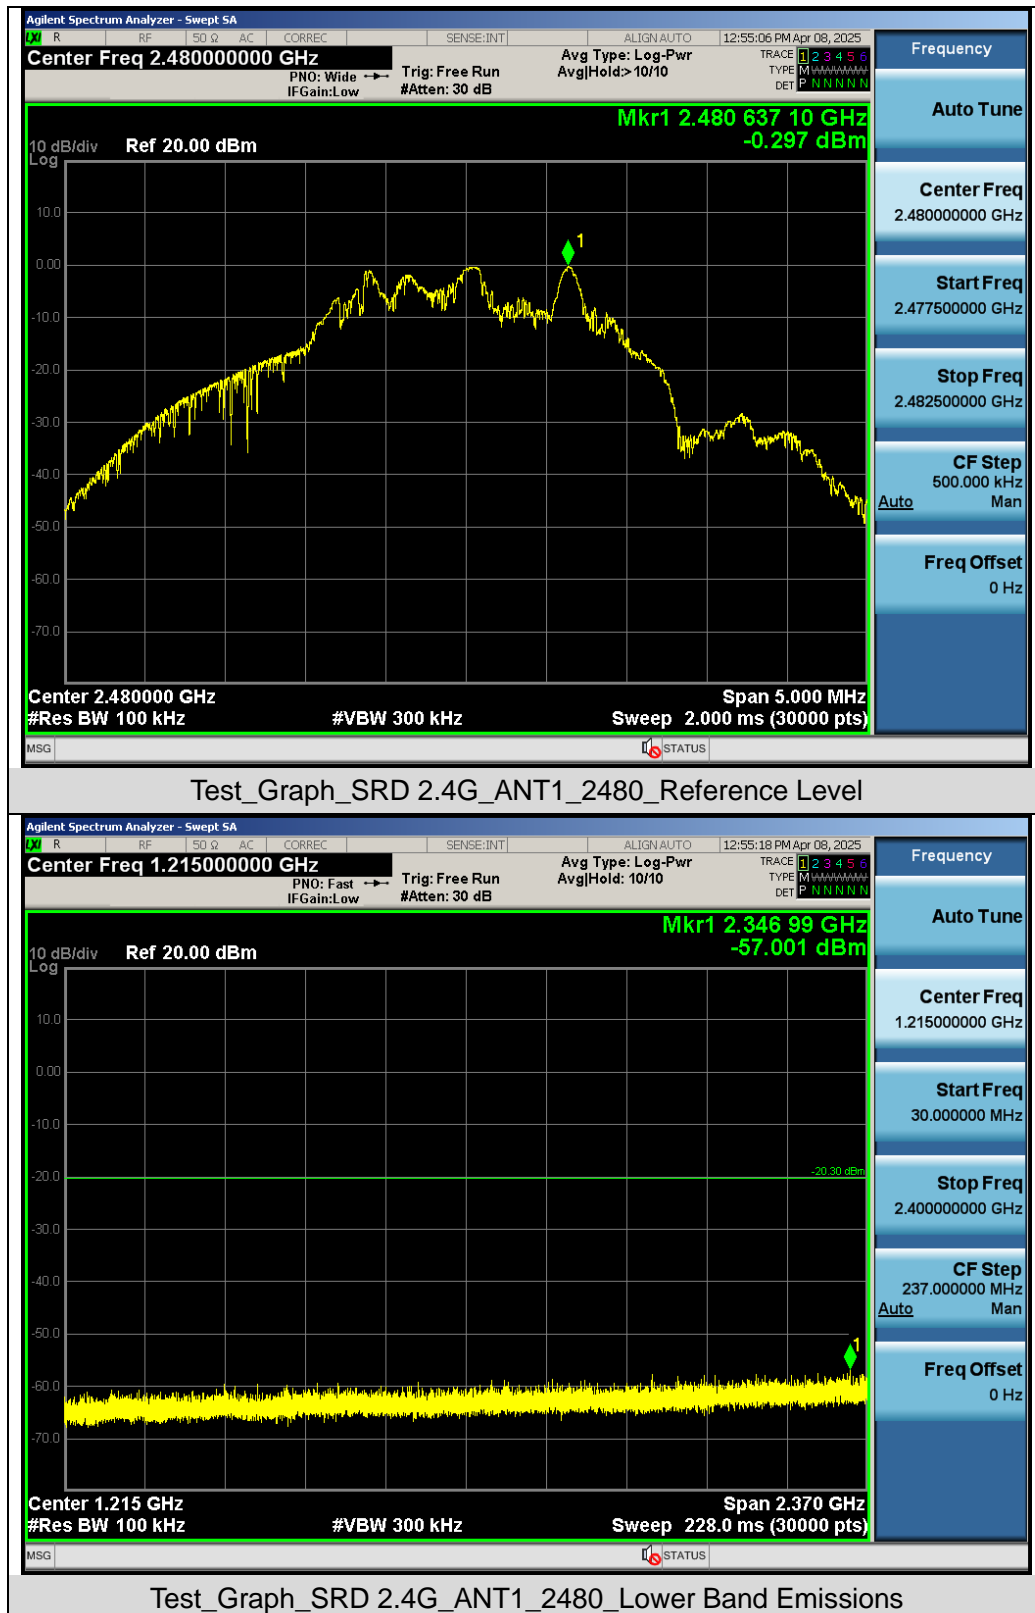 Agilent Spectrum Analyzer - Swept SA
LXI R RF 50 Ω AC CORREC SENSE:INT ALIGN AUTO 12:55:06 PM Apr 08, 2025
Center Freq 2.480000000 GHz
PNO: Wide
IFGain:Low
Trig: Free Run
#Atten: 30 dB
Avg Type: Log-Pwr
Avg|Hold:>10/10
TRACE 1 2 3 4 5 6
TYPE M
DET P N N N N N
Mkr1 2.480 637 10 GHz
-0.297 dBm
10 dB/div Ref 20.00 dBm
Log
10.0
0.00
-10.0
-20.0
-30.0
-40.0
-50.0
-60.0
-70.0
1
Center 2.480000 GHz Span 5.000 MHz
#Res BW 100 kHz #VBW 300 kHz Sweep 2.000 ms (30000 pts)
MSG STATUS
Frequency
Auto Tune
Center Freq
2.480000000 GHz
Start Freq
2.477500000 GHz
Stop Freq
2.482500000 GHz
CF Step
500.000 kHz
Auto Man
Freq Offset
0 Hz
Test_Graph_SRD 2.4G_ANT1_2480_Reference Level
Agilent Spectrum Analyzer - Swept SA
LXI R RF 50 Ω AC CORREC SENSE:INT ALIGN AUTO 12:55:18 PM Apr 08, 2025
Center Freq 1.215000000 GHz
PNO: Fast
IFGain:Low
Trig: Free Run
#Atten: 30 dB
Avg Type: Log-Pwr
Avg|Hold: 10/10
TRACE 1 2 3 4 5 6
TYPE M
DET P N N N N N
Mkr1 2.346 99 GHz
-57.001 dBm
10 dB/div Ref 20.00 dBm
Log
10.0
0.00
-10.0
-20.0
-30.0
-40.0
-50.0
-60.0
-70.0
-20.30 dBm
1
Center 1.215 GHz Span 2.370 GHz
#Res BW 100 kHz #VBW 300 kHz Sweep 228.0 ms (30000 pts)
MSG STATUS
Frequency
Auto Tune
Center Freq
1.215000000 GHz
Start Freq
30.000000 MHz
Stop Freq
2.400000000 GHz
CF Step
237.000000 MHz
Auto Man
Freq Offset
0 Hz
Test_Graph_SRD 2.4G_ANT1_2480_Lower Band Emissions